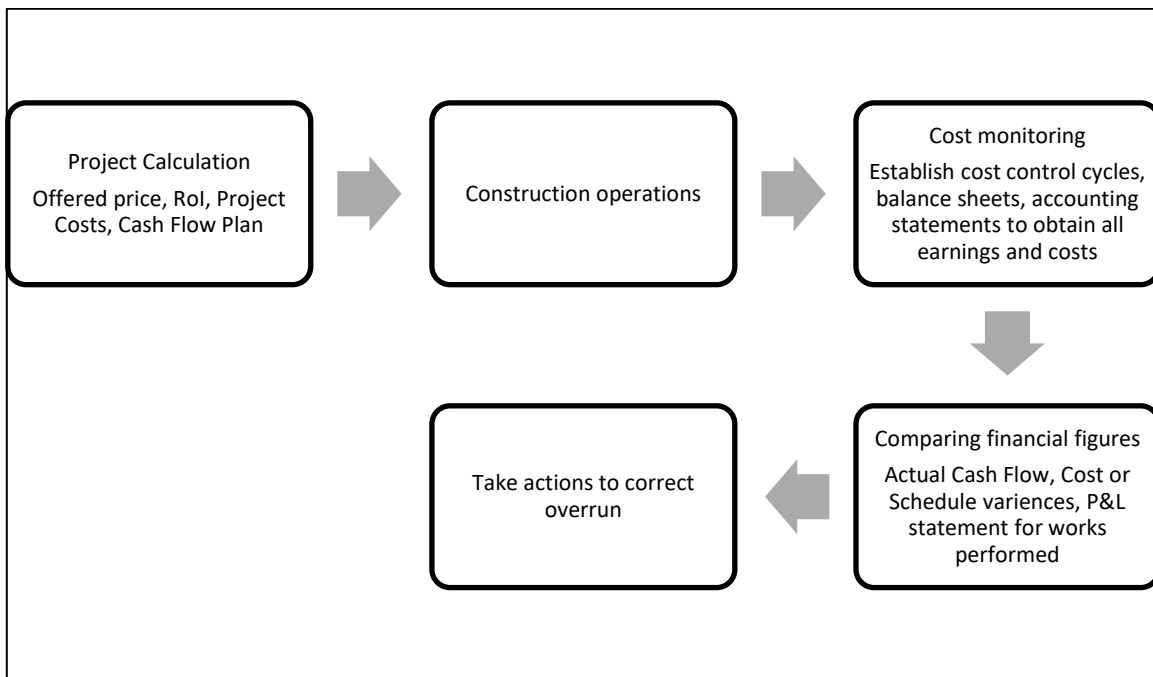 Project Calculation
Offered price, RoI, Project
Costs, Cash Flow Plan
Construction operations
Cost monitoring
Establish cost control cycles,
balance sheets, accounting
statements to obtain all
earnings and costs
Comparing financial figures
Actual Cash Flow, Cost or
Schedule variences, P&L
statement for works
performed
Take actions to correct
overrun